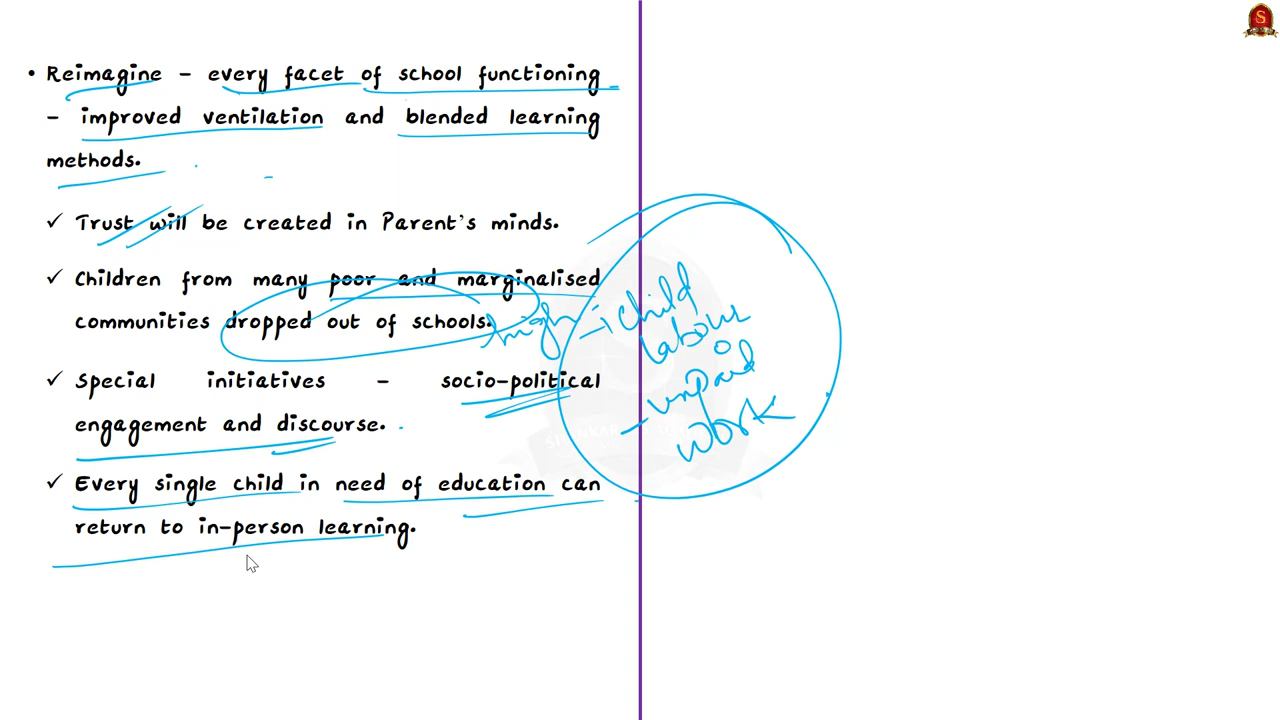 • Reimagine – every facet of school functioning
– improved ventilation and blended learning
methods.
✓ Trust will be created in Parent's minds.
✓ Children from many poor and marginalised
communities dropped out of schools.
high → child
labour
unpaid
work
✓ Special initiatives – socio-political
engagement and discourse.
✓ Every single child in need of education can
return to in-person learning.